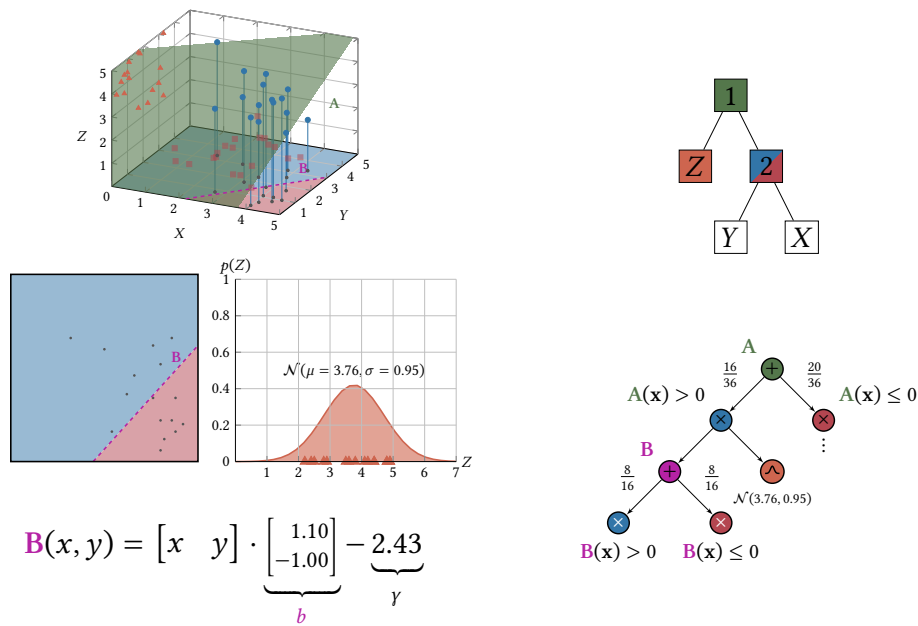 5
4
3
2
1
Z
0
1
2
3
4
5
X
1
2
3
4
5
Y
A
B
1
Z
2
Y
X
B
p(Z)
1
0.8
0.6
0.4
0.2
0
𝒩(μ = 3.76, σ = 0.95)
1 2 3 4 5 6 7
Z
A
16/36
+
20/36
A(x) > 0
×
×
A(x) ≤ 0
⋮
B
8/16
+
8/16
𝒩(3.76, 0.95)
×
×
B(x) > 0
B(x) ≤ 0
B(x, y) = [x y] · [1.10 −1.00] − 2.43
b
γ